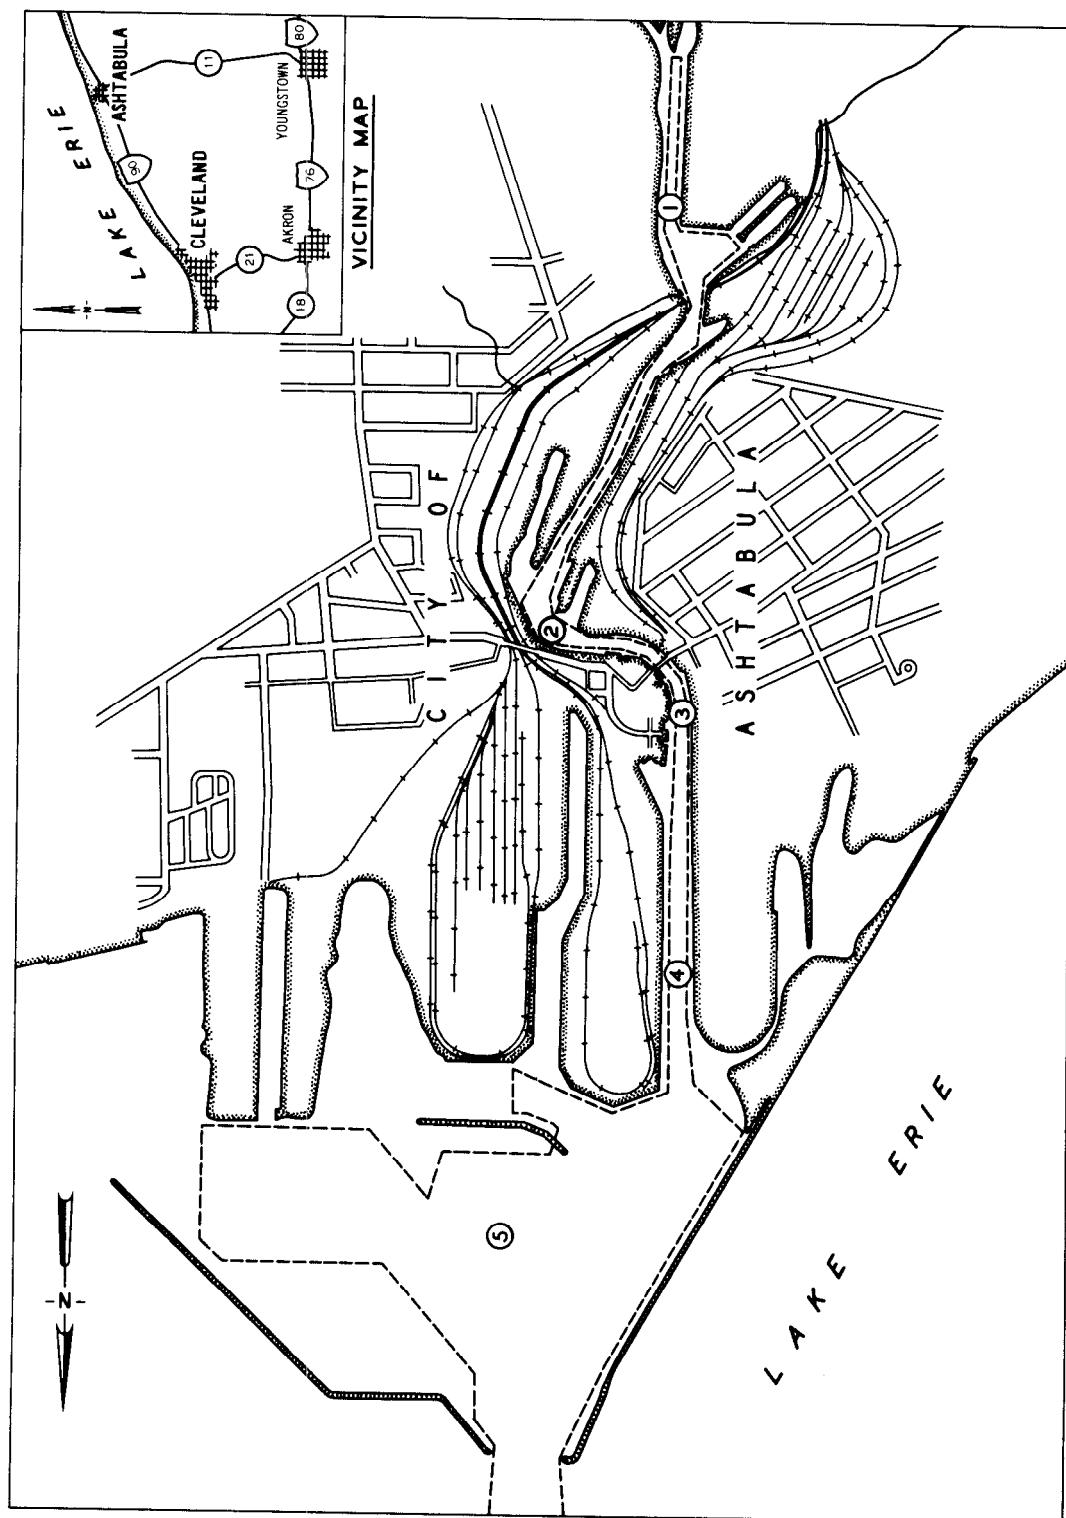 LAKE ERIE
ASHTABULA
90
11
80
CLEVELAND
YOUNGSTOWN
21
AKRON
76
18
N
VICINITY MAP
CITY OF
ASHTABULA
1
2
3
4
5
N
LAKE ERIE